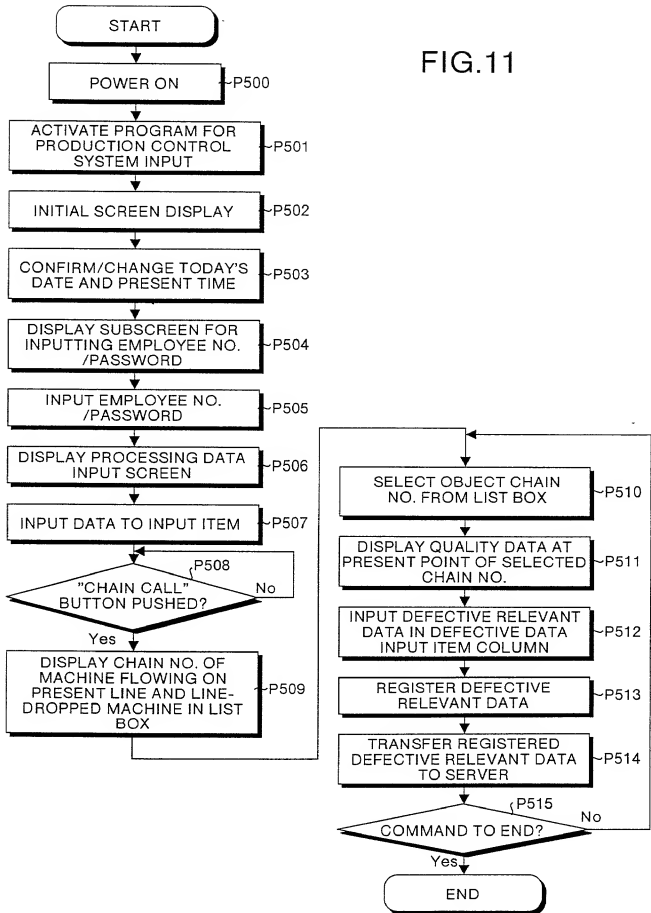 START
FIG.11
POWER ON
P500
ACTIVATE PROGRAM FOR
PRODUCTION CONTROL
SYSTEM INPUT
P501
INITIAL SCREEN DISPLAY
P502
CONFIRM/CHANGE TODAY'S
DATE AND PRESENT TIME
P503
DISPLAY SUBSCREEN FOR
INPUTTING EMPLOYEE NO.
/PASSWORD
P504
INPUT EMPLOYEE NO.
/PASSWORD
P505
DISPLAY PROCESSING DATA
INPUT SCREEN
P506
INPUT DATA TO INPUT ITEM
P507
P508
"CHAIN CALL"
BUTTON PUSHED?
No
Yes
DISPLAY CHAIN NO. OF
MACHINE FLOWING ON
PRESENT LINE AND LINE-
DROPPED MACHINE IN LIST
BOX
P509
SELECT OBJECT CHAIN
NO. FROM LIST BOX
P510
DISPLAY QUALITY DATA AT
PRESENT POINT OF SELECTED
CHAIN NO.
P511
INPUT DEFECTIVE RELEVANT
DATA IN DEFECTIVE DATA
INPUT ITEM COLUMN
P512
REGISTER DEFECTIVE
RELEVANT DATA
P513
TRANSFER REGISTERED
DEFECTIVE RELEVANT DATA
TO SERVER
P514
P515
COMMAND TO END?
No
Yes
END